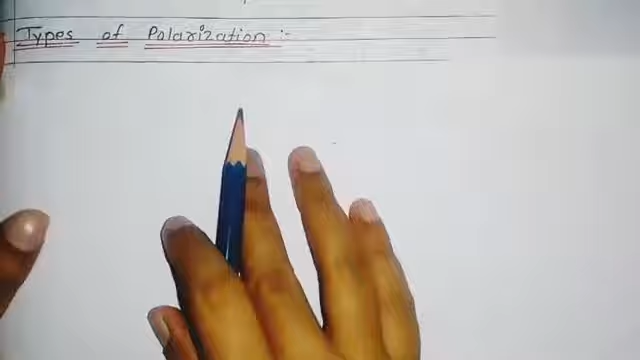 Types of Polarization :-